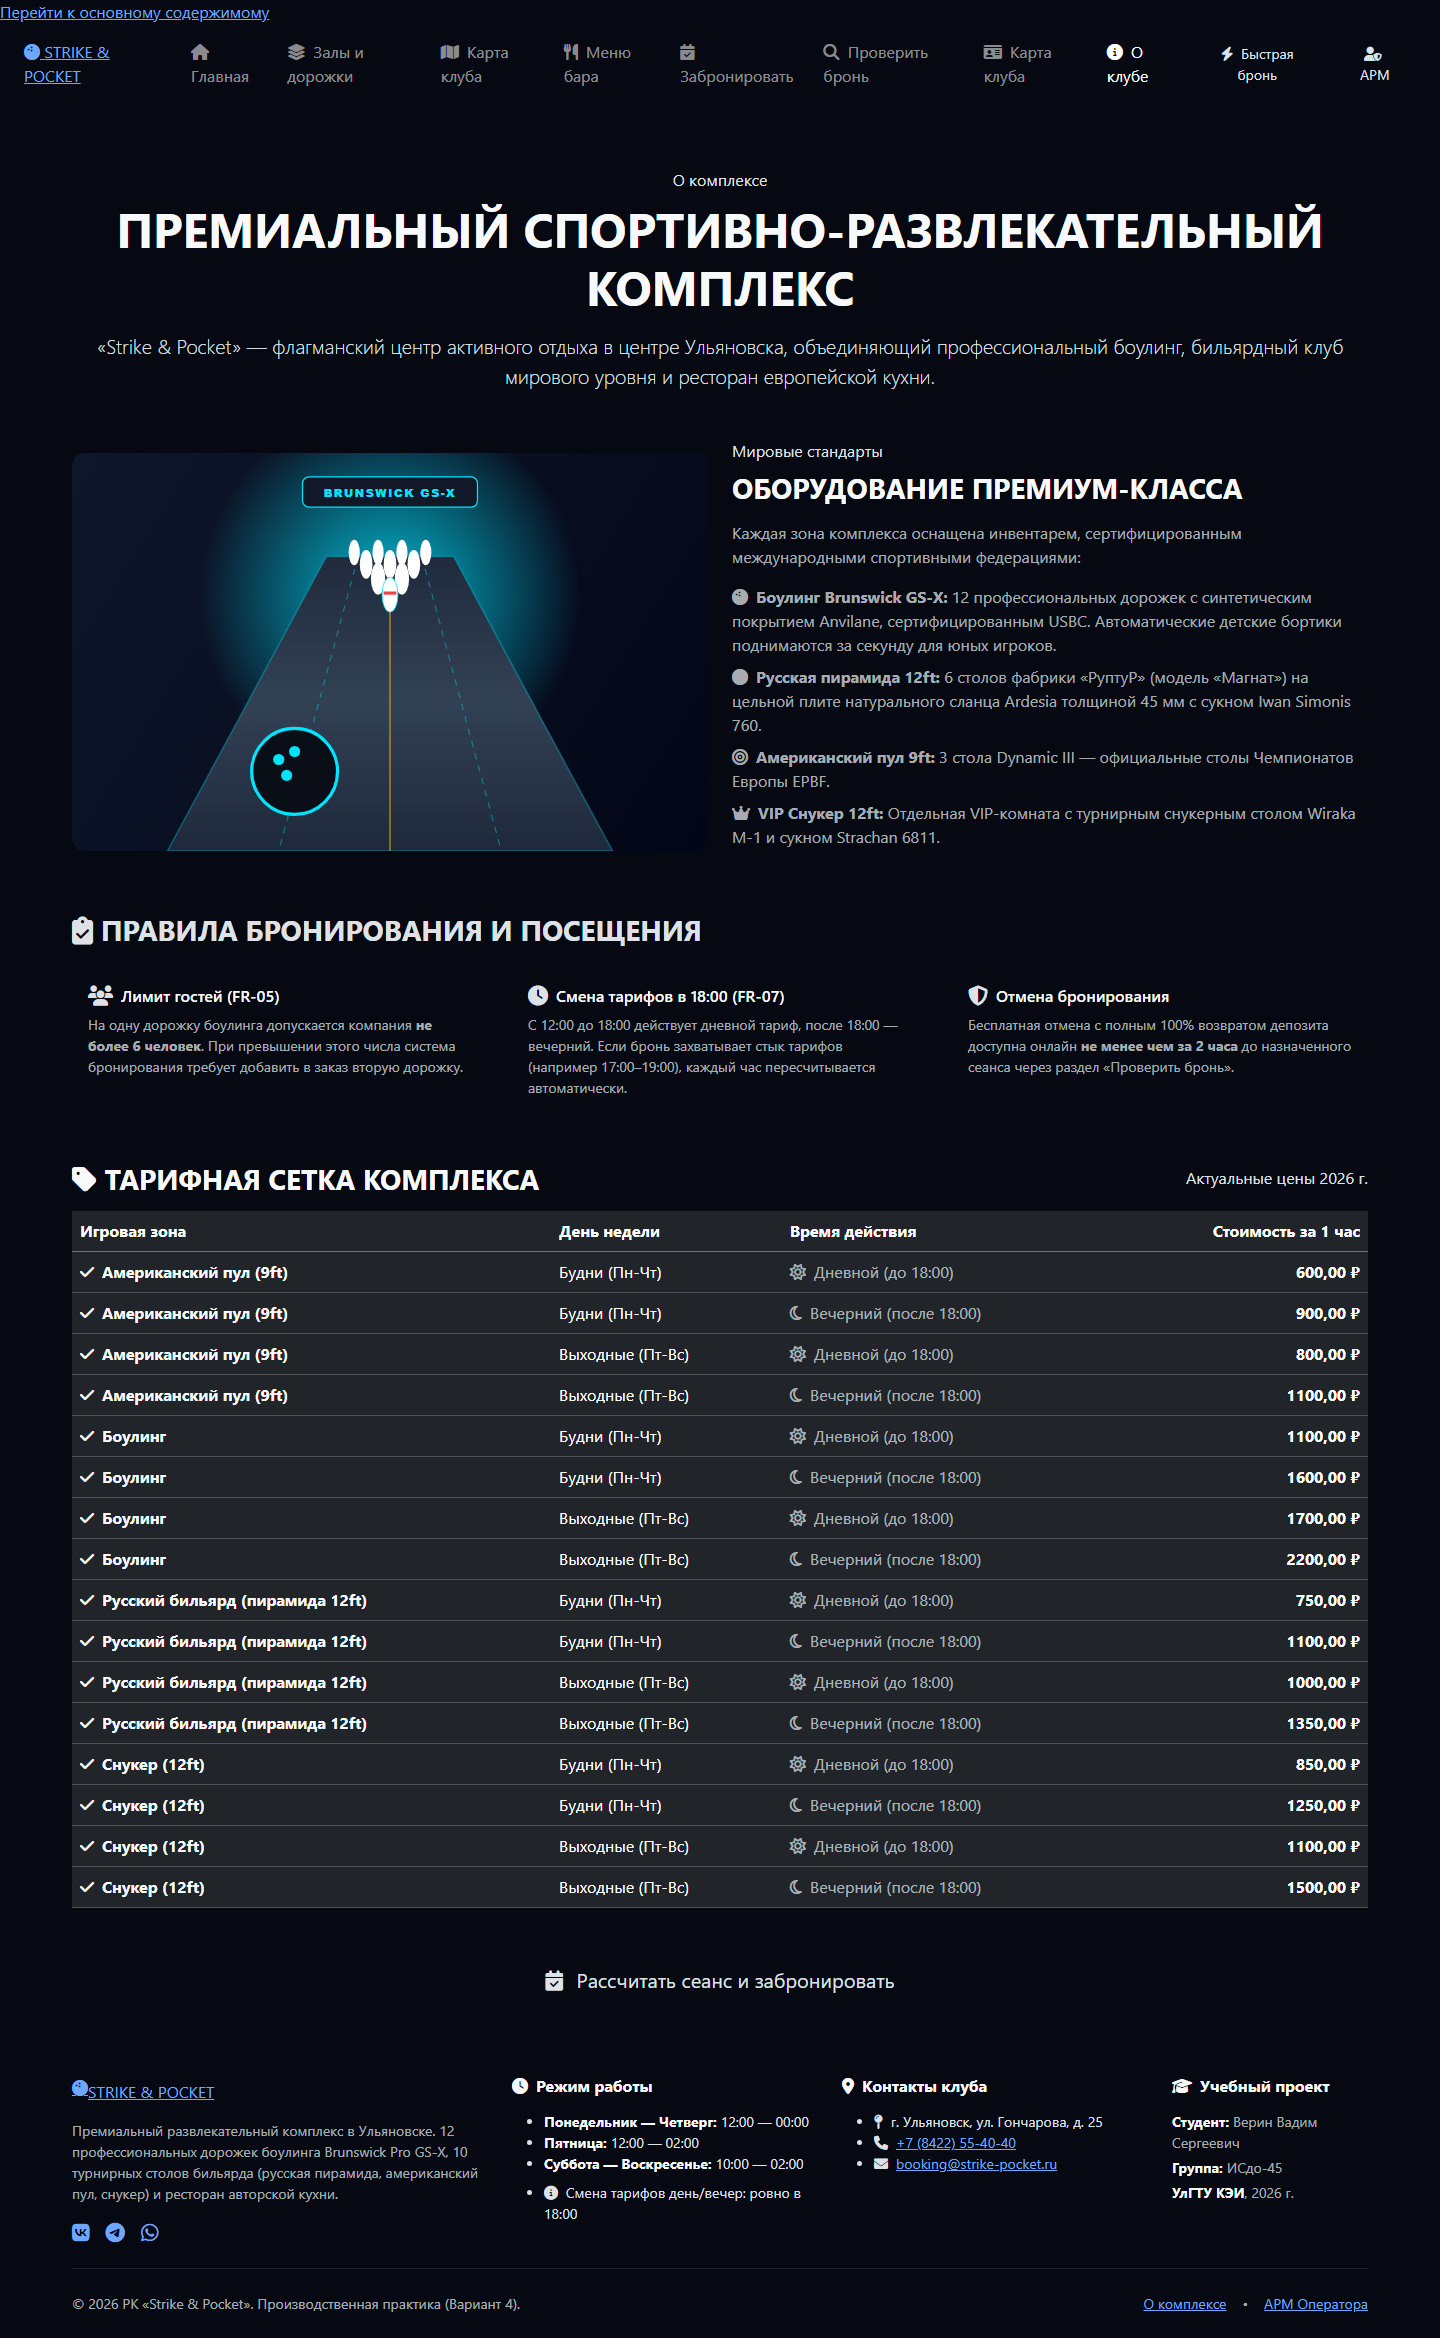 Перейти к основному содержимому
STRIKE & POCKET
Главная
Залы и дорожки
Карта клуба
Меню бара
Забронировать
Проверить бронь
Карта клуба
О клубе
Быстрая бронь
АРМ
О комплексе
ПРЕМИАЛЬНЫЙ СПОРТИВНО-РАЗВЛЕКАТЕЛЬНЫЙ
КОМПЛЕКС
«Strike & Pocket» — флагманский центр активного отдыха в центре Ульяновска, объединяющий профессиональный боулинг, бильярдный клуб
мирового уровня и ресторан европейской кухни.
BRUNSWICK GS-X
Мировые стандарты
ОБОРУДОВАНИЕ ПРЕМИУМ-КЛАССА
Каждая зона комплекса оснащена инвентарем, сертифицированным
международными спортивными федерациями:
Боулинг Brunswick GS-X: 12 профессиональных дорожек с синтетическим
покрытием Anvilane, сертифицированным USBC. Автоматические детские бортики
поднимаются за секунду для юных игроков.
Русская пирамида 12ft: 6 столов фабрики «РуптуР» (модель «Магнат») на
цельной плите натурального сланца Ardesia толщиной 45 мм с сукном Iwan Simonis
760.
Американский пул 9ft: 3 стола Dynamic III — официальные столы Чемпионатов
Европы EPBF.
VIP Снукер 12ft: Отдельная VIP-комната с турнирным снукерным столом Wiraka
M-1 и сукном Strachan 6811.
ПРАВИЛА БРОНИРОВАНИЯ И ПОСЕЩЕНИЯ
Лимит гостей (FR-05)
На одну дорожку боулинга допускается компания не
более 6 человек. При превышении этого числа система
бронирования требует добавить в заказ вторую дорожку.
Смена тарифов в 18:00 (FR-07)
С 12:00 до 18:00 действует дневной тариф, после 18:00 —
вечерний. Если бронь захватывает стык тарифов
(например 17:00–19:00), каждый час пересчитывается
автоматически.
Отмена бронирования
Бесплатная отмена с полным 100% возвратом депозита
доступна онлайн не менее чем за 2 часа до назначенного
сеанса через раздел «Проверить бронь».
ТАРИФНАЯ СЕТКА КОМПЛЕКСА
Актуальные цены 2026 г.
Игровая зона День недели Время действия Стоимость за 1 час
Американский пул (9ft) Будни (Пн-Чт) Дневной (до 18:00) 600,00 ₽
Американский пул (9ft) Будни (Пн-Чт) Вечерний (после 18:00) 900,00 ₽
Американский пул (9ft) Выходные (Пт-Вс) Дневной (до 18:00) 800,00 ₽
Американский пул (9ft) Выходные (Пт-Вс) Вечерний (после 18:00) 1100,00 ₽
Боулинг Будни (Пн-Чт) Дневной (до 18:00) 1100,00 ₽
Боулинг Будни (Пн-Чт) Вечерний (после 18:00) 1600,00 ₽
Боулинг Выходные (Пт-Вс) Дневной (до 18:00) 1700,00 ₽
Боулинг Выходные (Пт-Вс) Вечерний (после 18:00) 2200,00 ₽
Русский бильярд (пирамида 12ft) Будни (Пн-Чт) Дневной (до 18:00) 750,00 ₽
Русский бильярд (пирамида 12ft) Будни (Пн-Чт) Вечерний (после 18:00) 1100,00 ₽
Русский бильярд (пирамида 12ft) Выходные (Пт-Вс) Дневной (до 18:00) 1000,00 ₽
Русский бильярд (пирамида 12ft) Выходные (Пт-Вс) Вечерний (после 18:00) 1350,00 ₽
Снукер (12ft) Будни (Пн-Чт) Дневной (до 18:00) 850,00 ₽
Снукер (12ft) Будни (Пн-Чт) Вечерний (после 18:00) 1250,00 ₽
Снукер (12ft) Выходные (Пт-Вс) Дневной (до 18:00) 1100,00 ₽
Снукер (12ft) Выходные (Пт-Вс) Вечерний (после 18:00) 1500,00 ₽
Рассчитать сеанс и забронировать
STRIKE & POCKET
Премиальный развлекательный комплекс в Ульяновске. 12
профессиональных дорожек боулинга Brunswick Pro GS-X, 10
турнирных столов бильярда (русская пирамида, американский
пул, снукер) и ресторан авторской кухни.
Режим работы
Понедельник — Четверг: 12:00 — 00:00
Пятница: 12:00 — 02:00
Суббота — Воскресенье: 10:00 — 02:00
Смена тарифов день/вечер: ровно в
18:00
Контакты клуба
г. Ульяновск, ул. Гончарова, д. 25
+7 (8422) 55-40-40
booking@strike-pocket.ru
Учебный проект
Студент: Верин Вадим
Сергеевич
Группа: ИСдо-45
УлГТУ КЭИ, 2026 г.
© 2026 РК «Strike & Pocket». Производственная практика (Вариант 4).
О комплексе • АРМ Оператора